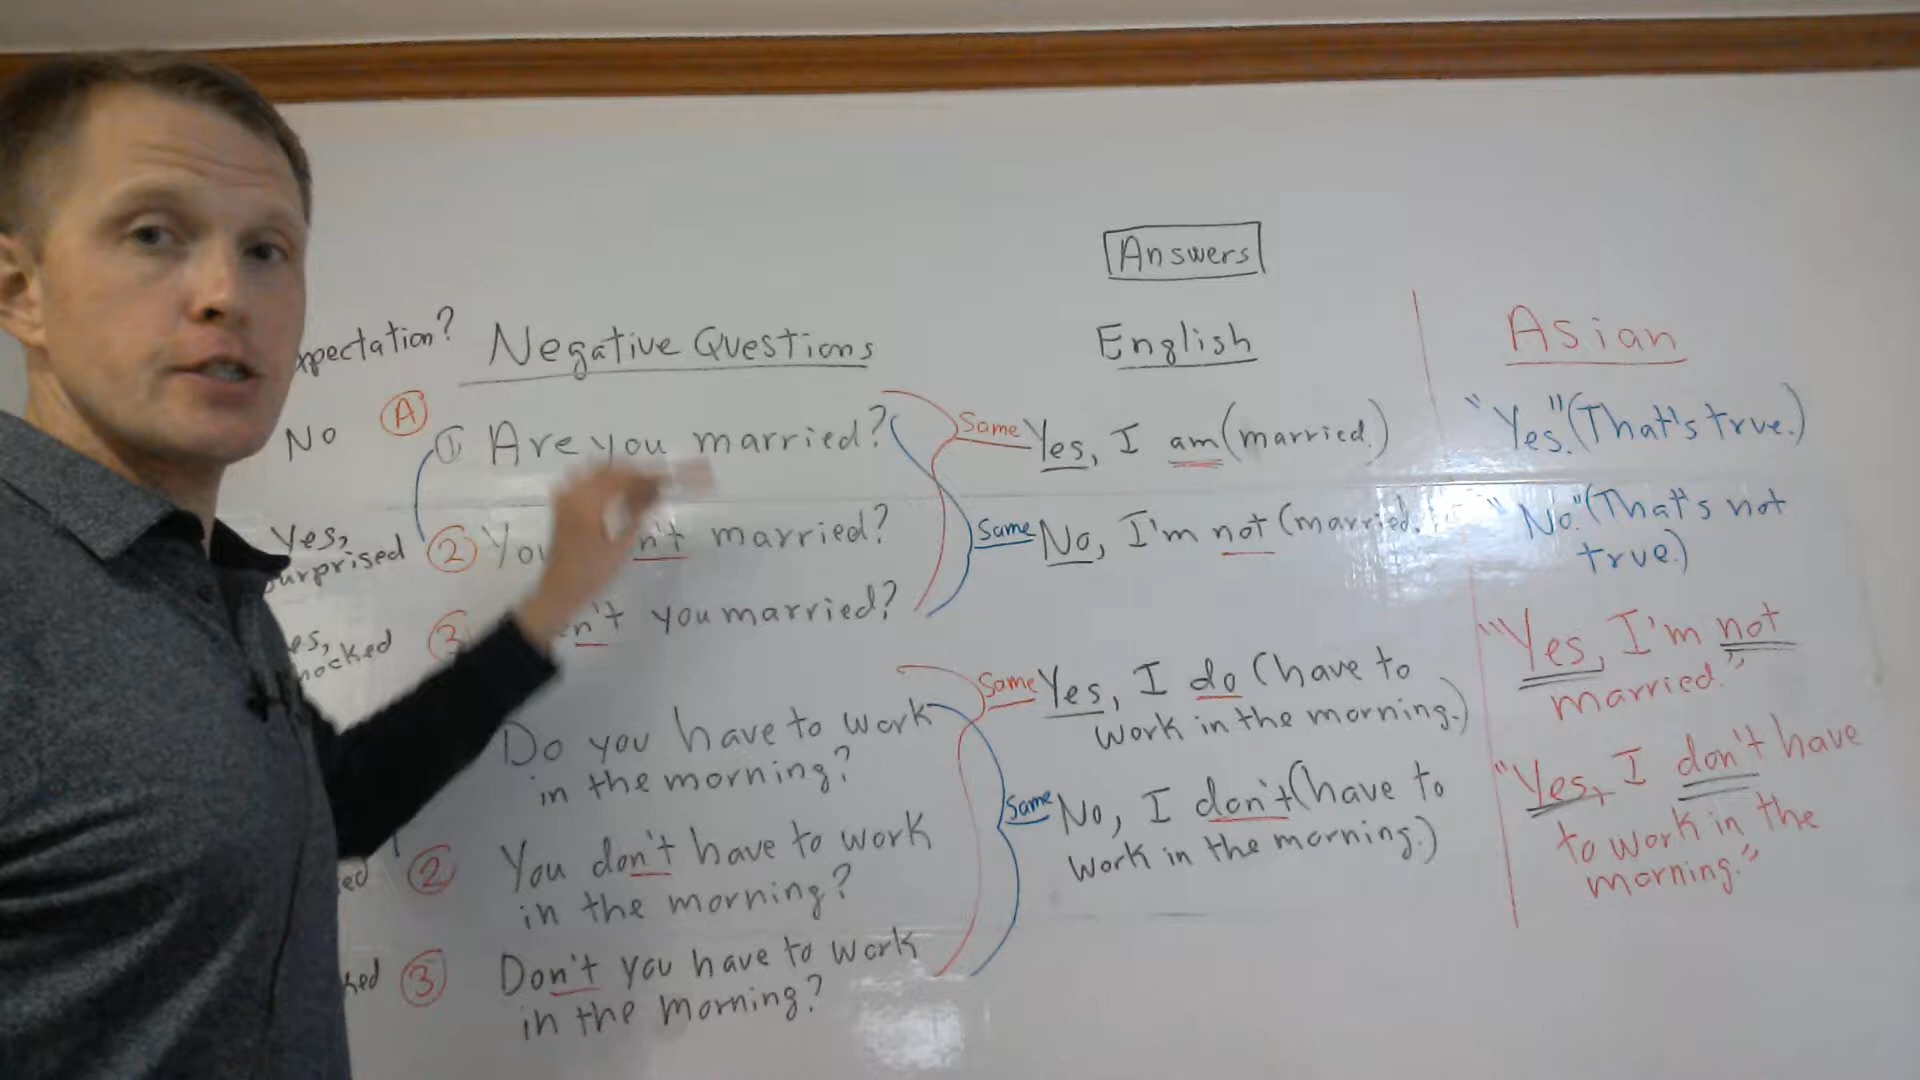 Answers
Negative Questions
English
Asian
No
A
1 Are you married?
Same
Yes, I am (married.)
"Yes." (That's true.)
Yes,
2
married?
Same
No, I'm not (married.
"No." (That's not
true.)
3
you married?
Do you have to work
in the morning?
Same
Yes, I do (have to
work in the morning.)
"Yes, I'm not
married."
2 You don't have to work
in the morning?
Same
No, I don't (have to
work in the morning.)
"Yes, I don't have
to work in the
morning."
3 Don't you have to work
in the morning?